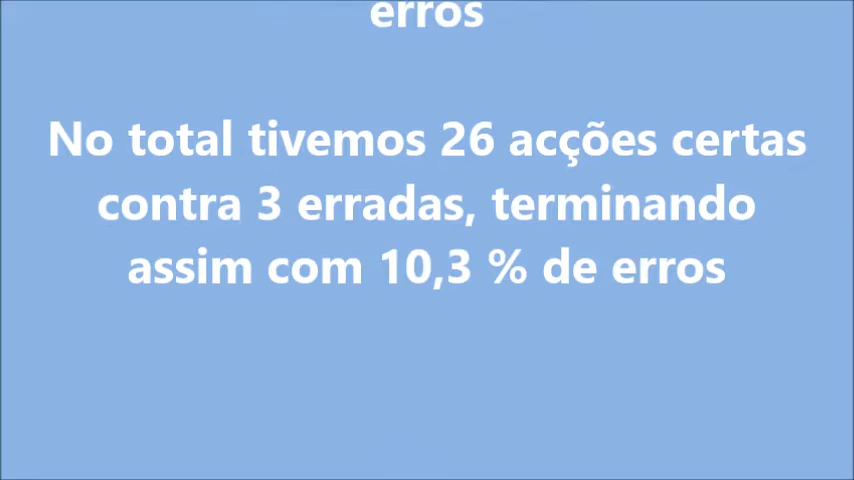 erros
No total tivemos 26 acções certas
contra 3 erradas, terminando
assim com 10,3 % de erros